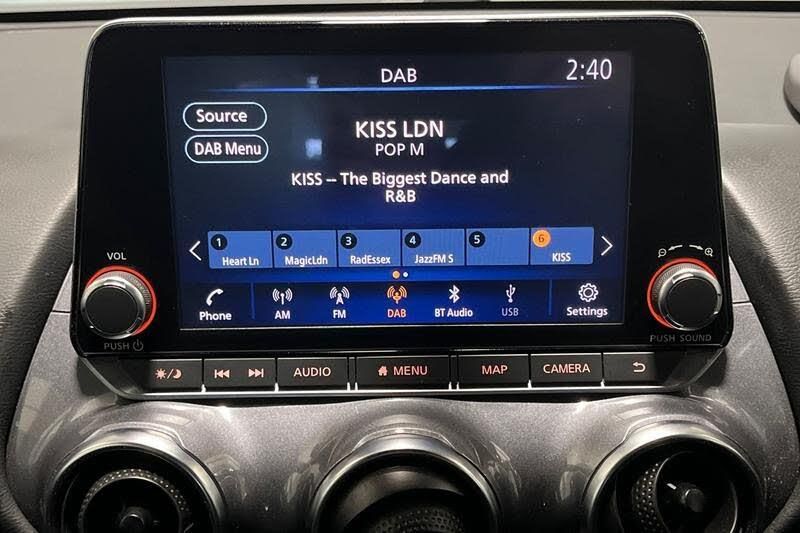 DAB
2:40
Source
DAB Menu
KISS LDN
POP M
KISS -- The Biggest Dance and
R&B
1 Heart Ln
2 MagicLdn
3 RadEssex
4 JazzFM S
5
6 KISS
Phone
AM
FM
DAB
BT Audio
USB
Settings
VOL
PUSH
PUSH SOUND
AUDIO
MENU
MAP
CAMERA